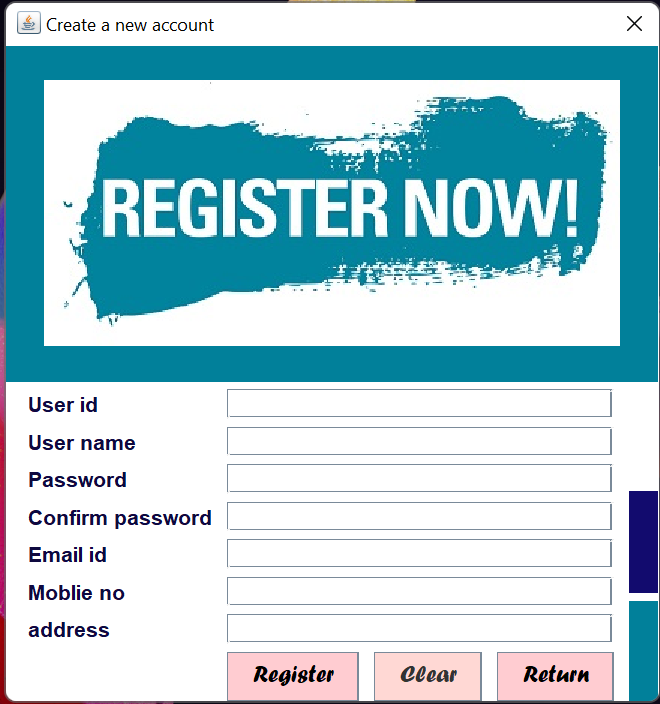 Create a new account
REGISTER NOW!
User id
User name
Password
Confirm password
Email id
Moblie no
address
Register Clear Return